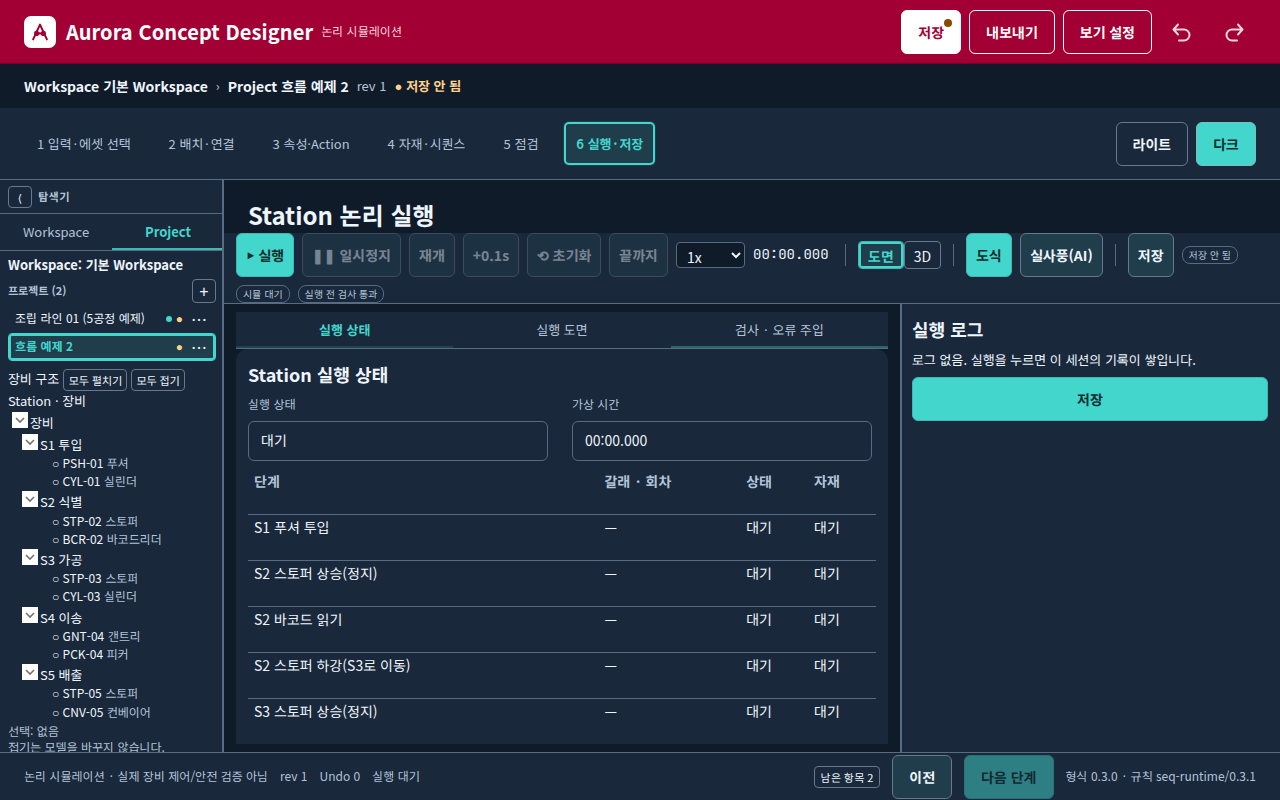 Aurora Concept Designer 논리 시뮬레이션 저장 내보내기 보기 설정
Workspace 기본 Workspace › Project 흐름 예제 2 rev 1 ● 저장 안 됨
1 입력·에셋 선택 2 배치·연결 3 속성·Action 4 자재·시퀀스 5 점검 6 실행·저장 라이트 다크
⟨ 탐색기
Workspace Project
Workspace: 기본 Workspace
프로젝트 (2) +
조립 라인 01 (5공정 예제) ● ● ···
흐름 예제 2 ● ···
장비 구조 모두 펼치기 모두 접기
Station · 장비
장비
S1 투입
○ PSH-01 푸셔
○ CYL-01 실린더
S2 식별
○ STP-02 스토퍼
○ BCR-02 바코드리더
S3 가공
○ STP-03 스토퍼
○ CYL-03 실린더
S4 이송
○ GNT-04 갠트리
○ PCK-04 피커
S5 배출
○ STP-05 스토퍼
○ CNV-05 컨베이어
선택: 없음
접기는 모델을 바꾸지 않습니다.
Station 논리 실행
▶ 실행 ❚❚ 일시정지 재개 +0.1s ⟲ 초기화 끝까지 1x 00:00.000 도면 3D 도식 실사풍(AI) 저장 저장 안 됨
시뮬 대기 실행 전 검사 통과
실행 상태 실행 도면 검사 · 오류 주입
Station 실행 상태
실행 상태 가상 시간
대기 00:00.000
단계 갈래 · 회차 상태 자재
S1 푸셔 투입 — 대기 대기
S2 스토퍼 상승(정지) — 대기 대기
S2 바코드 읽기 — 대기 대기
S2 스토퍼 하강(S3로 이동) — 대기 대기
S3 스토퍼 상승(정지) — 대기 대기
실행 로그
로그 없음. 실행을 누르면 이 세션의 기록이 쌓입니다.
저장
논리 시뮬레이션 · 실제 장비 제어/안전 검증 아님 rev 1 Undo 0 실행 대기 남은 항목 2 이전 다음 단계 형식 0.3.0 · 규칙 seq-runtime/0.3.1